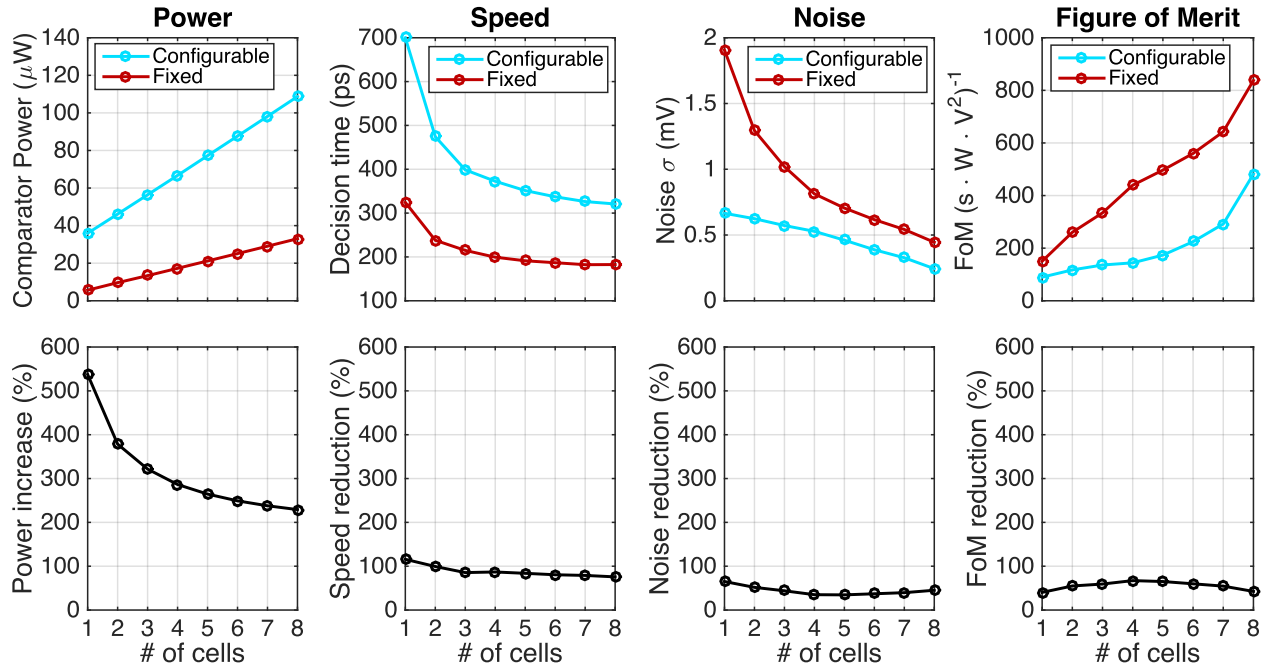 Power
Comparator Power (μW)
140
120
100
80
60
40
20
0
Configurable
Fixed
Speed
Decision time (ps)
700
600
500
400
300
200
100
Configurable
Fixed
Noise
Noise σ (mV)
2
1.5
1
0.5
0
Configurable
Fixed
Figure of Merit
FoM (s · W · V²)⁻¹
1000
800
600
400
200
0
Configurable
Fixed
Power increase (%)
600
500
400
300
200
100
0
1 2 3 4 5 6 7 8
# of cells
Speed reduction (%)
600
500
400
300
200
100
0
1 2 3 4 5 6 7 8
# of cells
Noise reduction (%)
600
500
400
300
200
100
0
1 2 3 4 5 6 7 8
# of cells
FoM reduction (%)
600
500
400
300
200
100
0
1 2 3 4 5 6 7 8
# of cells